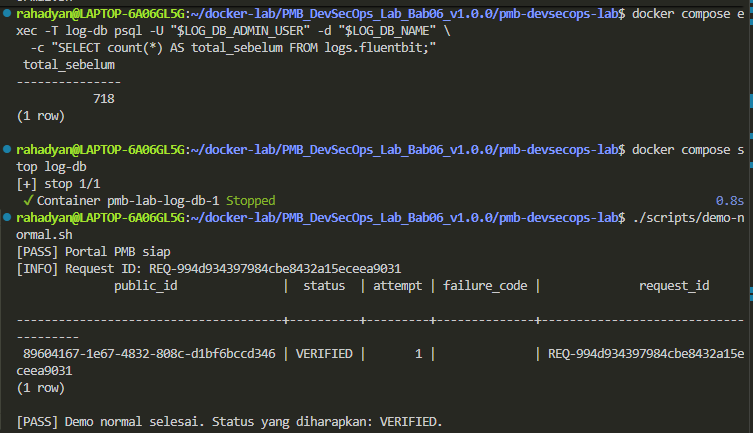 rahadyan@LAPTOP-6A06GL5G:~/docker-lab/PMB_DevSecOps_Lab_Bab06_v1.0.0/pmb-devsecops-lab$ docker compose e
xec -T log-db psql -U "$LOG_DB_ADMIN_USER" -d "$LOG_DB_NAME" \
-c "SELECT count(*) AS total_sebelum FROM logs.fluentbit;"
total_sebelum
---------------
718
(1 row)
rahadyan@LAPTOP-6A06GL5G:~/docker-lab/PMB_DevSecOps_Lab_Bab06_v1.0.0/pmb-devsecops-lab$ docker compose s
top log-db
[+] stop 1/1
✓ Container pmb-lab-log-db-1 Stopped 0.8s
rahadyan@LAPTOP-6A06GL5G:~/docker-lab/PMB_DevSecOps_Lab_Bab06_v1.0.0/pmb-devsecops-lab$ ./scripts/demo-n
ormal.sh
[PASS] Portal PMB siap
[INFO] Request ID: REQ-994d934397984cbe8432a15eceea9031
public_id | status | attempt | failure_code | request_id
--------------------------------------+----------+---------+--------------+-----------------------------
---------
89604167-1e67-4832-808c-d1bf6bccd346 | VERIFIED | 1 | | REQ-994d934397984cbe8432a15e
ceea9031
(1 row)
[PASS] Demo normal selesai. Status yang diharapkan: VERIFIED.